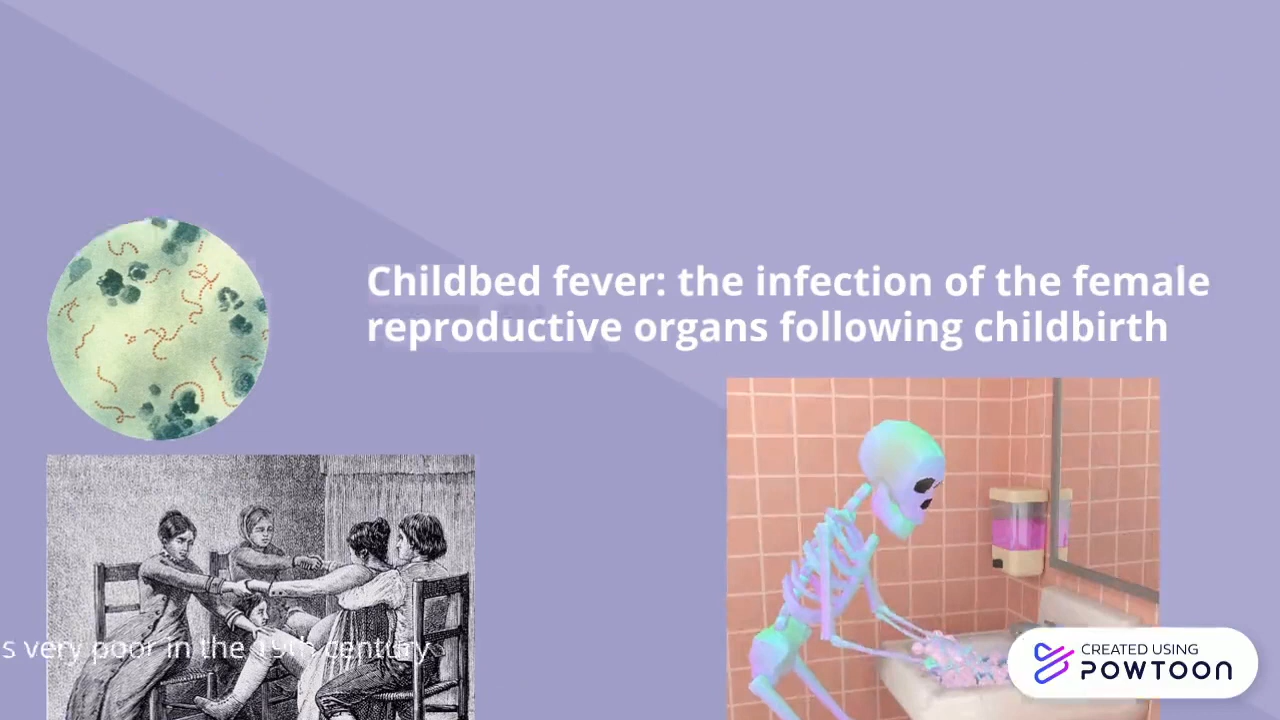 Childbed fever: the infection of the female
reproductive organs following childbirth
s very poor in the 19th century
CREATED USING
POWTOON